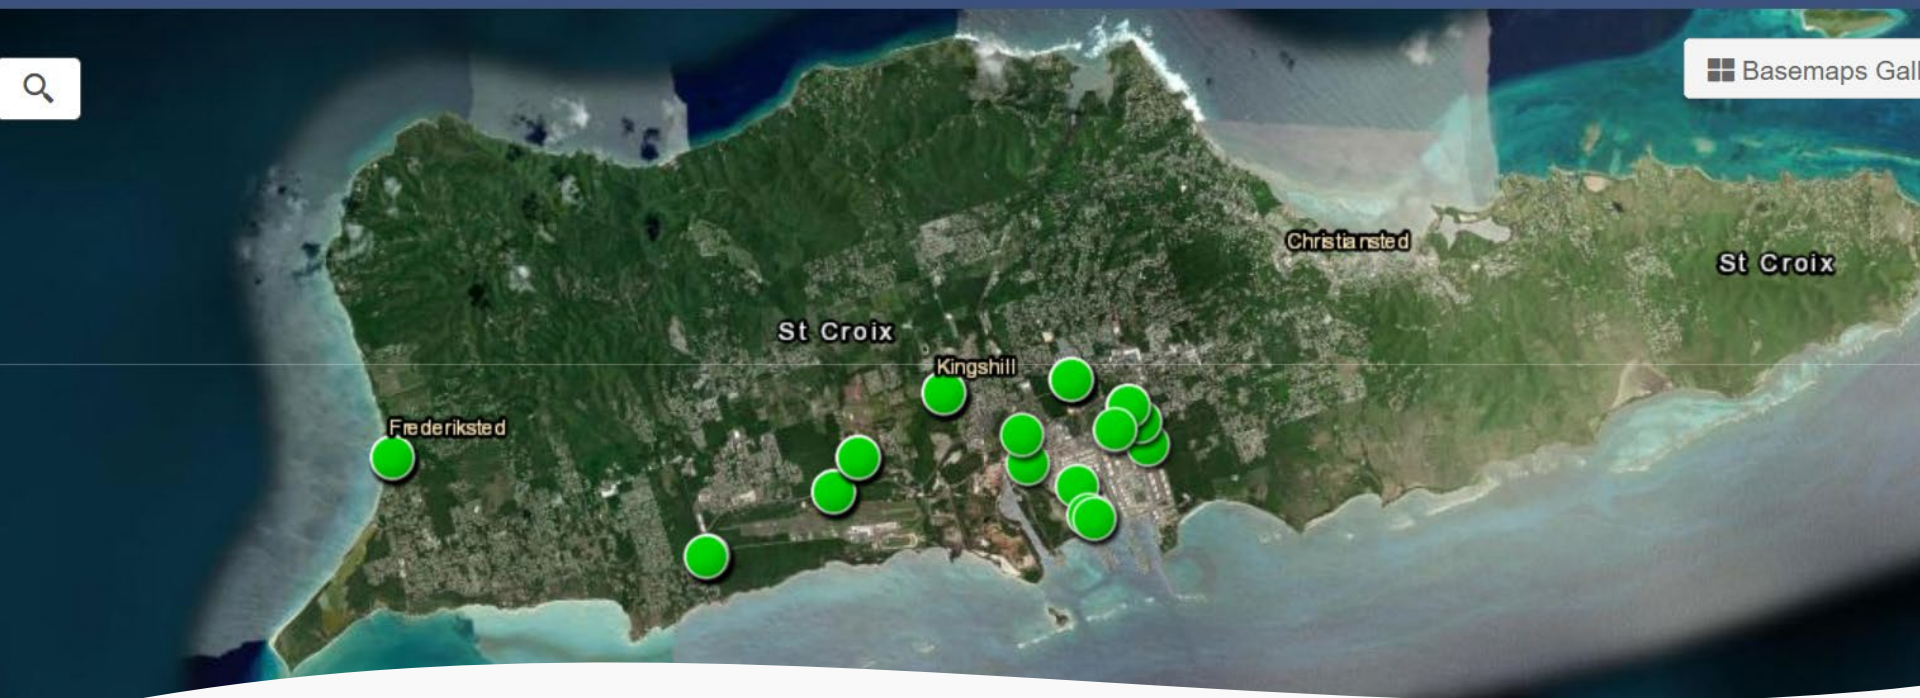 Basemaps Gall
Christiansted
St Croix
St Croix
Kingshill
Frederiksted